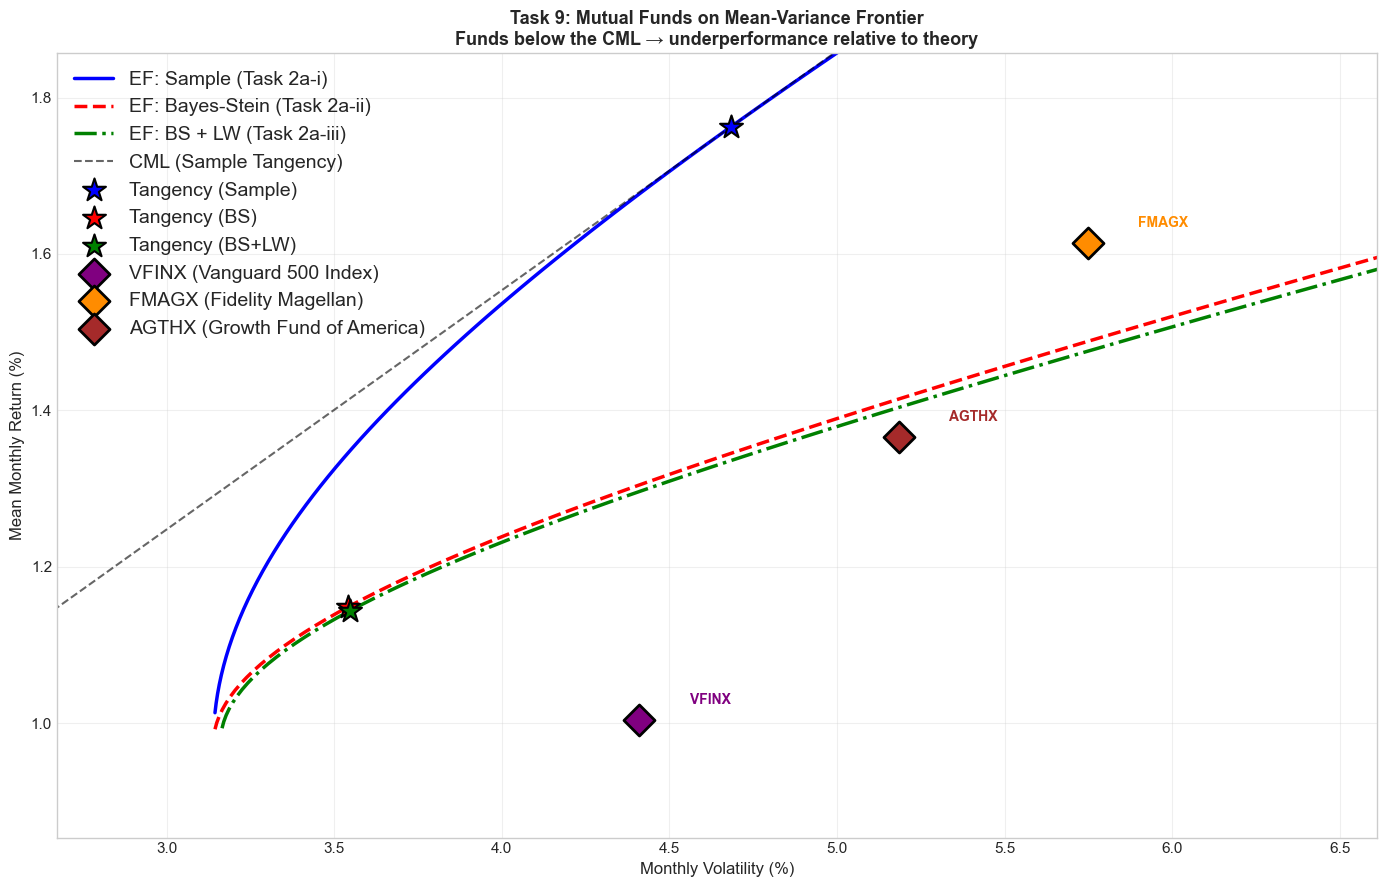 Task 9: Mutual Funds on Mean-Variance Frontier
Funds below the CML → underperformance relative to theory
EF: Sample (Task 2a-i)
EF: Bayes-Stein (Task 2a-ii)
EF: BS + LW (Task 2a-iii)
CML (Sample Tangency)
Tangency (Sample)
Tangency (BS)
Tangency (BS+LW)
VFINX (Vanguard 500 Index)
FMAGX (Fidelity Magellan)
AGTHX (Growth Fund of America)
FMAGX
AGTHX
VFINX
Mean Monthly Return (%)
1.8
1.6
1.4
1.2
1.0
3.0
3.5
4.0
4.5
5.0
5.5
6.0
6.5
Monthly Volatility (%)